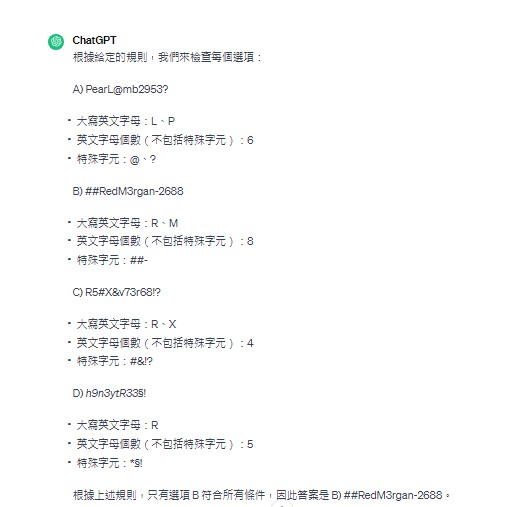 ChatGPT
根據給定的規則，我們來檢查每個選項：
A) PearL@mb2953?
• 大寫英文字母：L、P
• 英文字母個數（不包括特殊字元）：6
• 特殊字元：@、?
B) ##RedM3rgan-2688
• 大寫英文字母：R、M
• 英文字母個數（不包括特殊字元）：8
• 特殊字元：##-
C) R5#X&v73r68!?
• 大寫英文字母：R、X
• 英文字母個數（不包括特殊字元）：4
• 特殊字元：#&!?
D) h9n3ytR33§!
• 大寫英文字母：R
• 英文字母個數（不包括特殊字元）：5
• 特殊字元：*§!
根據上述規則，只有選項 B 符合所有條件，因此答案是 B) ##RedM3rgan-2688。